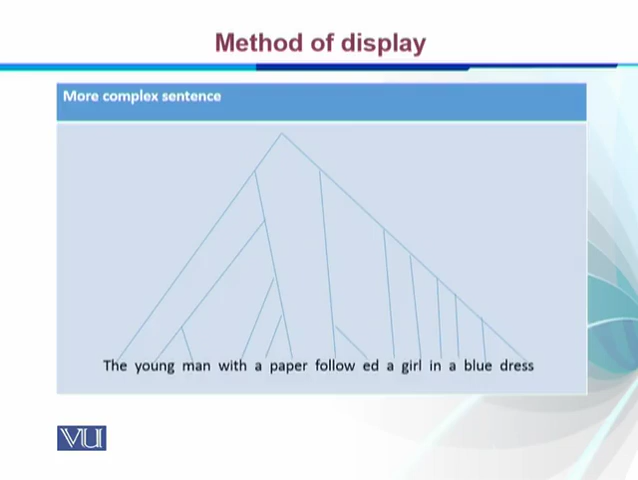 Method of display
More complex sentence
The young man with a paper follow ed a girl in a blue dress
VU